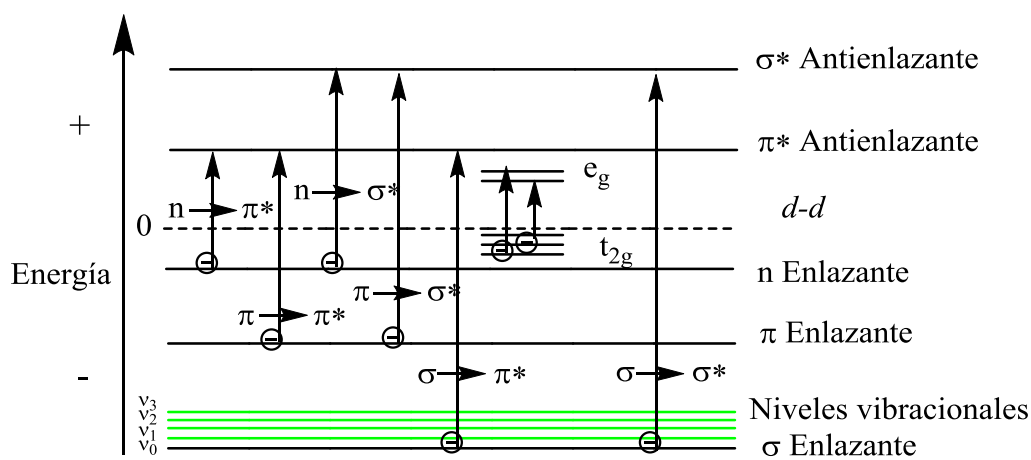 σ* Antienlazante
+
π* Antienlazante
n → σ*
e_g
n → π*
d-d
0
t_2g
Energía
n Enlazante
π → σ*
π → π*
π Enlazante
-
σ → π*
σ → σ*
ν_3
ν_2
ν_1
ν_0
Niveles vibracionales
σ Enlazante